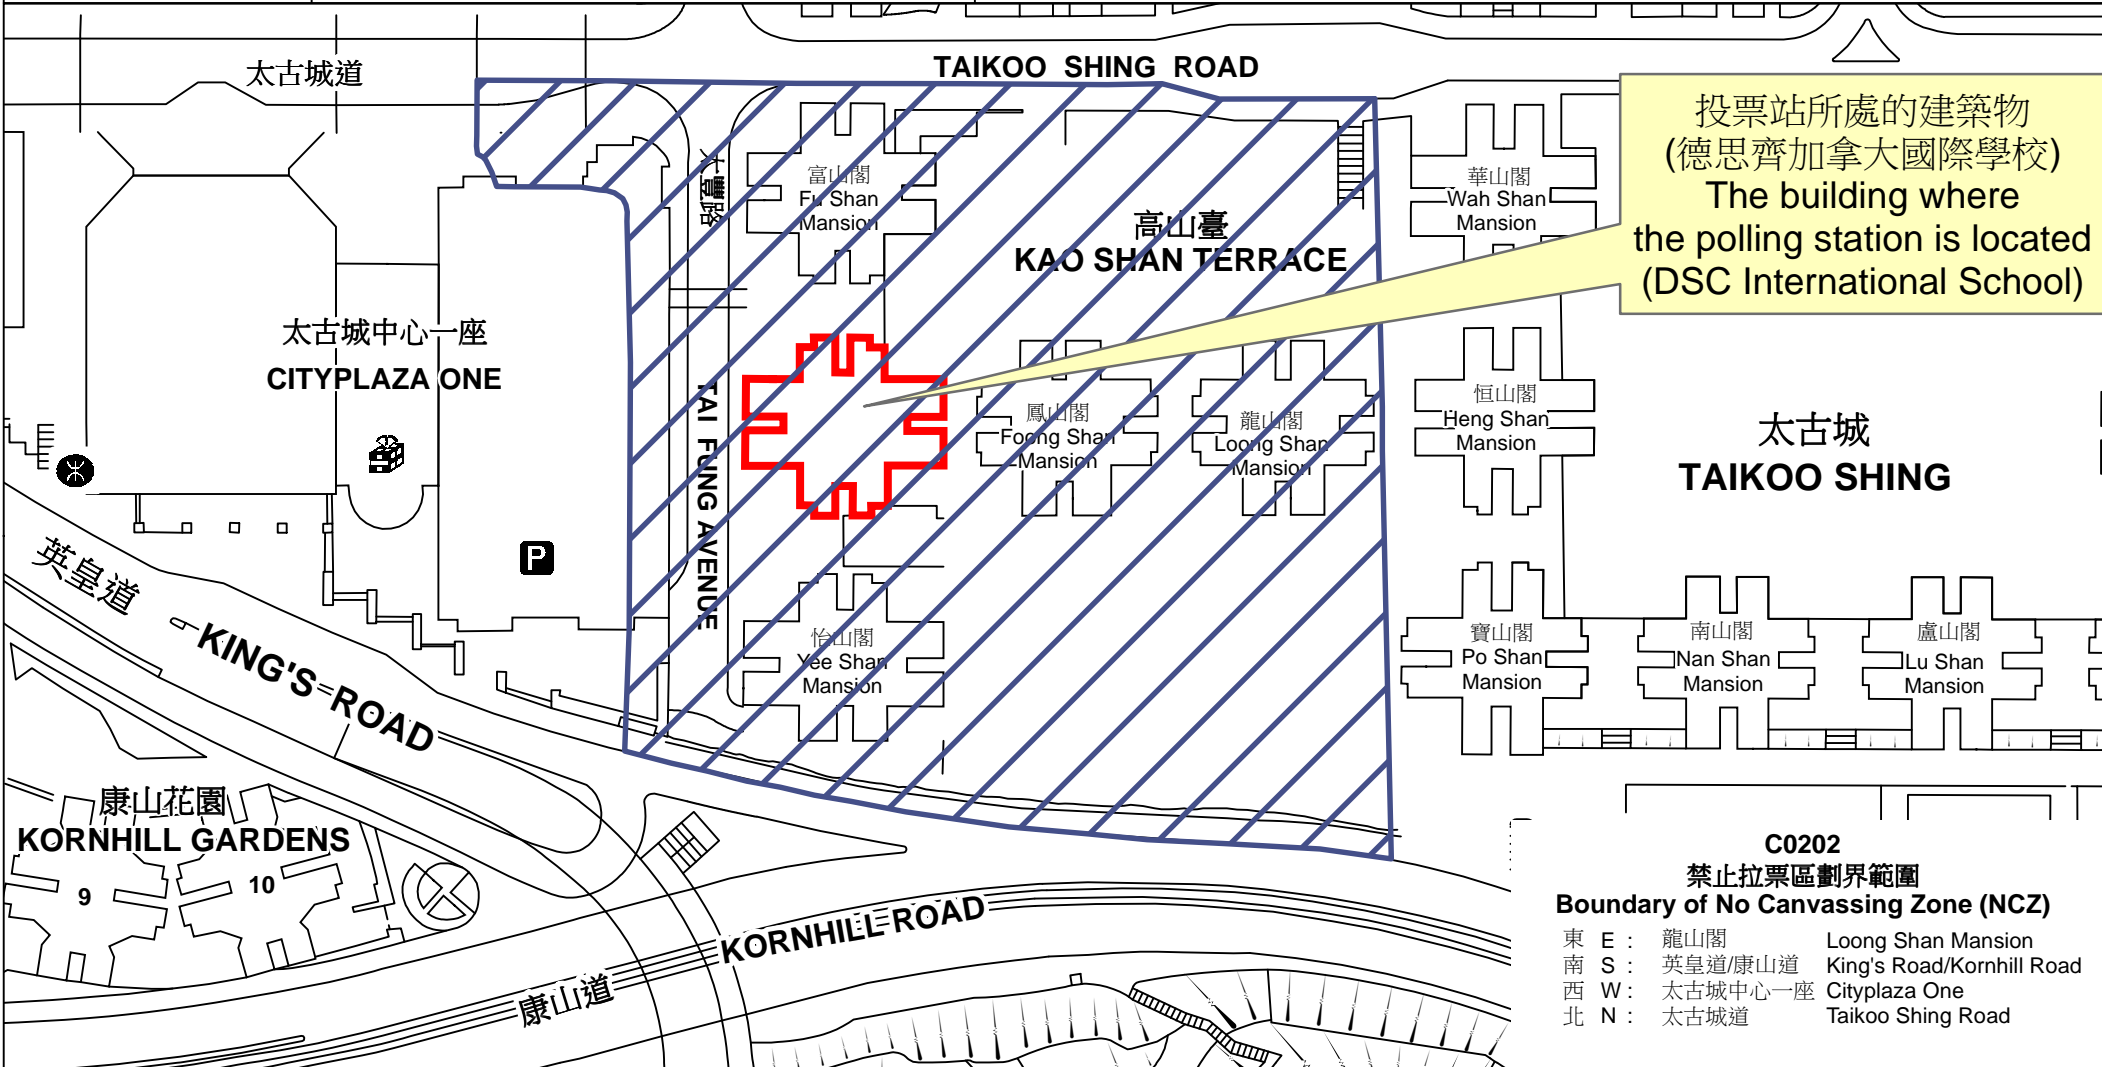 太古城道
TAIKOO SHING ROAD
投票站所處的建築物
(德思齊加拿大國際學校)
The building where
the polling station is located
(DSC International School)
太豐路
TAI FUNG AVENUE
富山閣
Fu Shan
Mansion
高山臺
KAO SHAN TERRACE
華山閣
Wah Shan
Mansion
太古城中心一座
CITYPLAZA ONE
鳳山閣
Foong Shan
Mansion
龍山閣
Loong Shan
Mansion
恒山閣
Heng Shan
Mansion
太古城
TAIKOO SHING
P
英皇道
KING'S ROAD
怡山閣
Yee Shan
Mansion
寶山閣
Po Shan
Mansion
南山閣
Nan Shan
Mansion
盧山閣
Lu Shan
Mansion
康山花園
KORNHILL GARDENS
9
10
康山道
KORNHILL ROAD
C0202
禁止拉票區劃界範圍
Boundary of No Canvassing Zone (NCZ)
東 E : 龍山閣 Loong Shan Mansion
南 S : 英皇道/康山道 King's Road/Kornhill Road
西 W : 太古城中心一座 Cityplaza One
北 N : 太古城道 Taikoo Shing Road